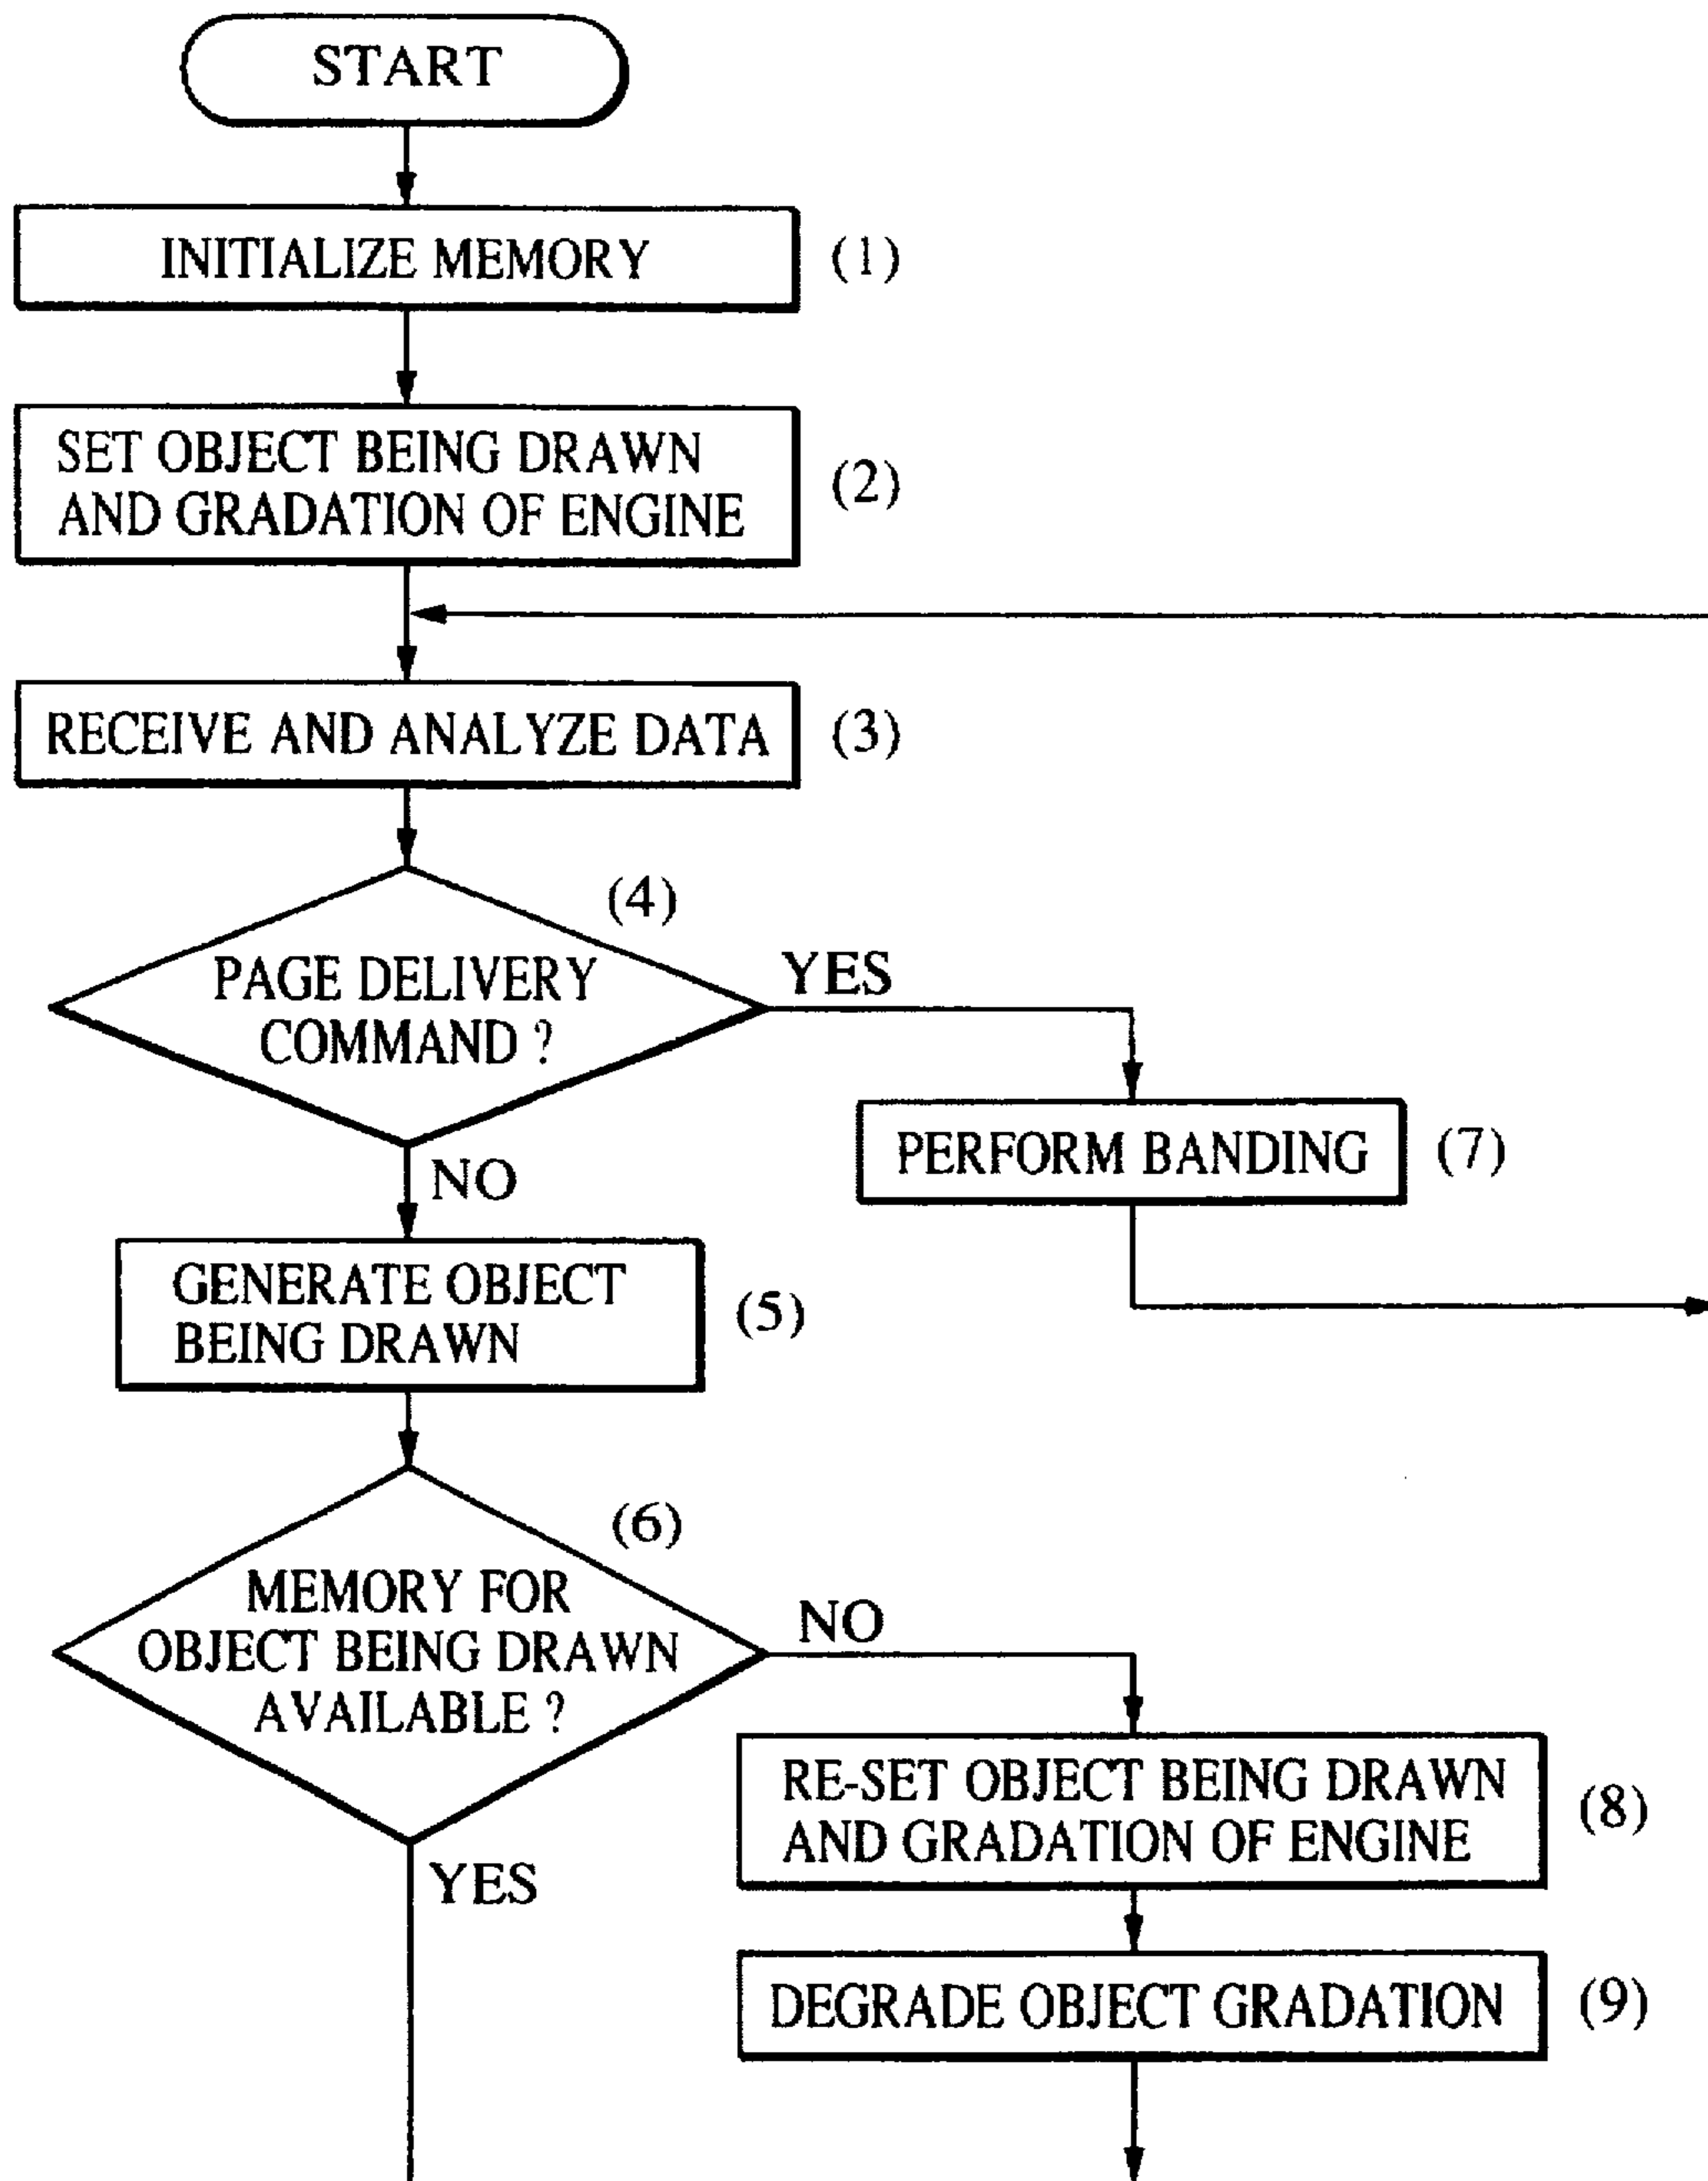 START
INITIALIZE MEMORY
(1)
SET OBJECT BEING DRAWN
AND GRADATION OF ENGINE
(2)
RECEIVE AND ANALYZE DATA
(3)
(4)
PAGE DELIVERY
COMMAND ?
YES
NO
PERFORM BANDING
(7)
GENERATE OBJECT
BEING DRAWN
(5)
(6)
MEMORY FOR
OBJECT BEING DRAWN
AVAILABLE ?
NO
YES
RE-SET OBJECT BEING DRAWN
AND GRADATION OF ENGINE
(8)
DEGRADE OBJECT GRADATION
(9)